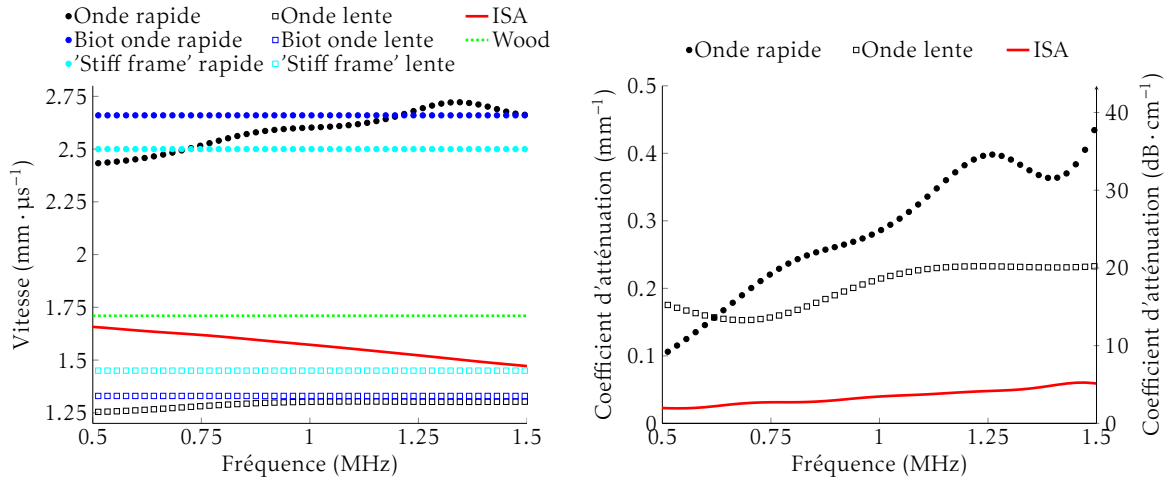 Onde rapide Onde lente ISA
Biot onde rapide Biot onde lente Wood
'Stiff frame' rapide 'Stiff frame' lente
2.75
2.5
2.25
2
1.75
1.5
1.25
0.5 0.75 1 1.25 1.5
Vitesse (mm · µs⁻¹)
Fréquence (MHz)
Onde rapide Onde lente ISA
0.5
0.4
0.3
0.2
0.1
0
0.5 0.75 1 1.25 1.5
40
30
20
10
0
Coefficient d'atténuation (mm⁻¹)
Coefficient d'atténuation (dB · cm⁻¹)
Fréquence (MHz)